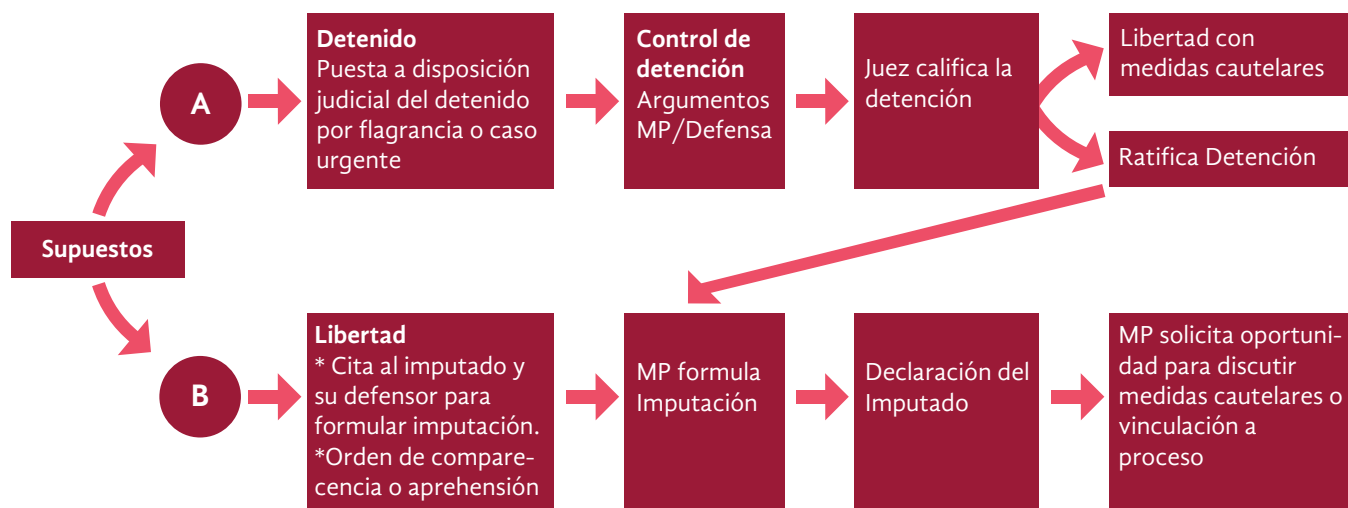 Supuestos
A
Detenido
Puesta a disposición
judicial del detenido
por flagrancia o caso
urgente
Control de
detención
Argumentos
MP/Defensa
Juez califica la
detención
Libertad con
medidas cautelares
Ratifica Detención
B
Libertad
* Cita al imputado y
su defensor para
formular imputación.
*Orden de compare-
cencia o aprehensión
MP formula
Imputación
Declaración del
Imputado
MP solicita oportuni-
dad para discutir
medidas cautelares o
vinculación a
proceso